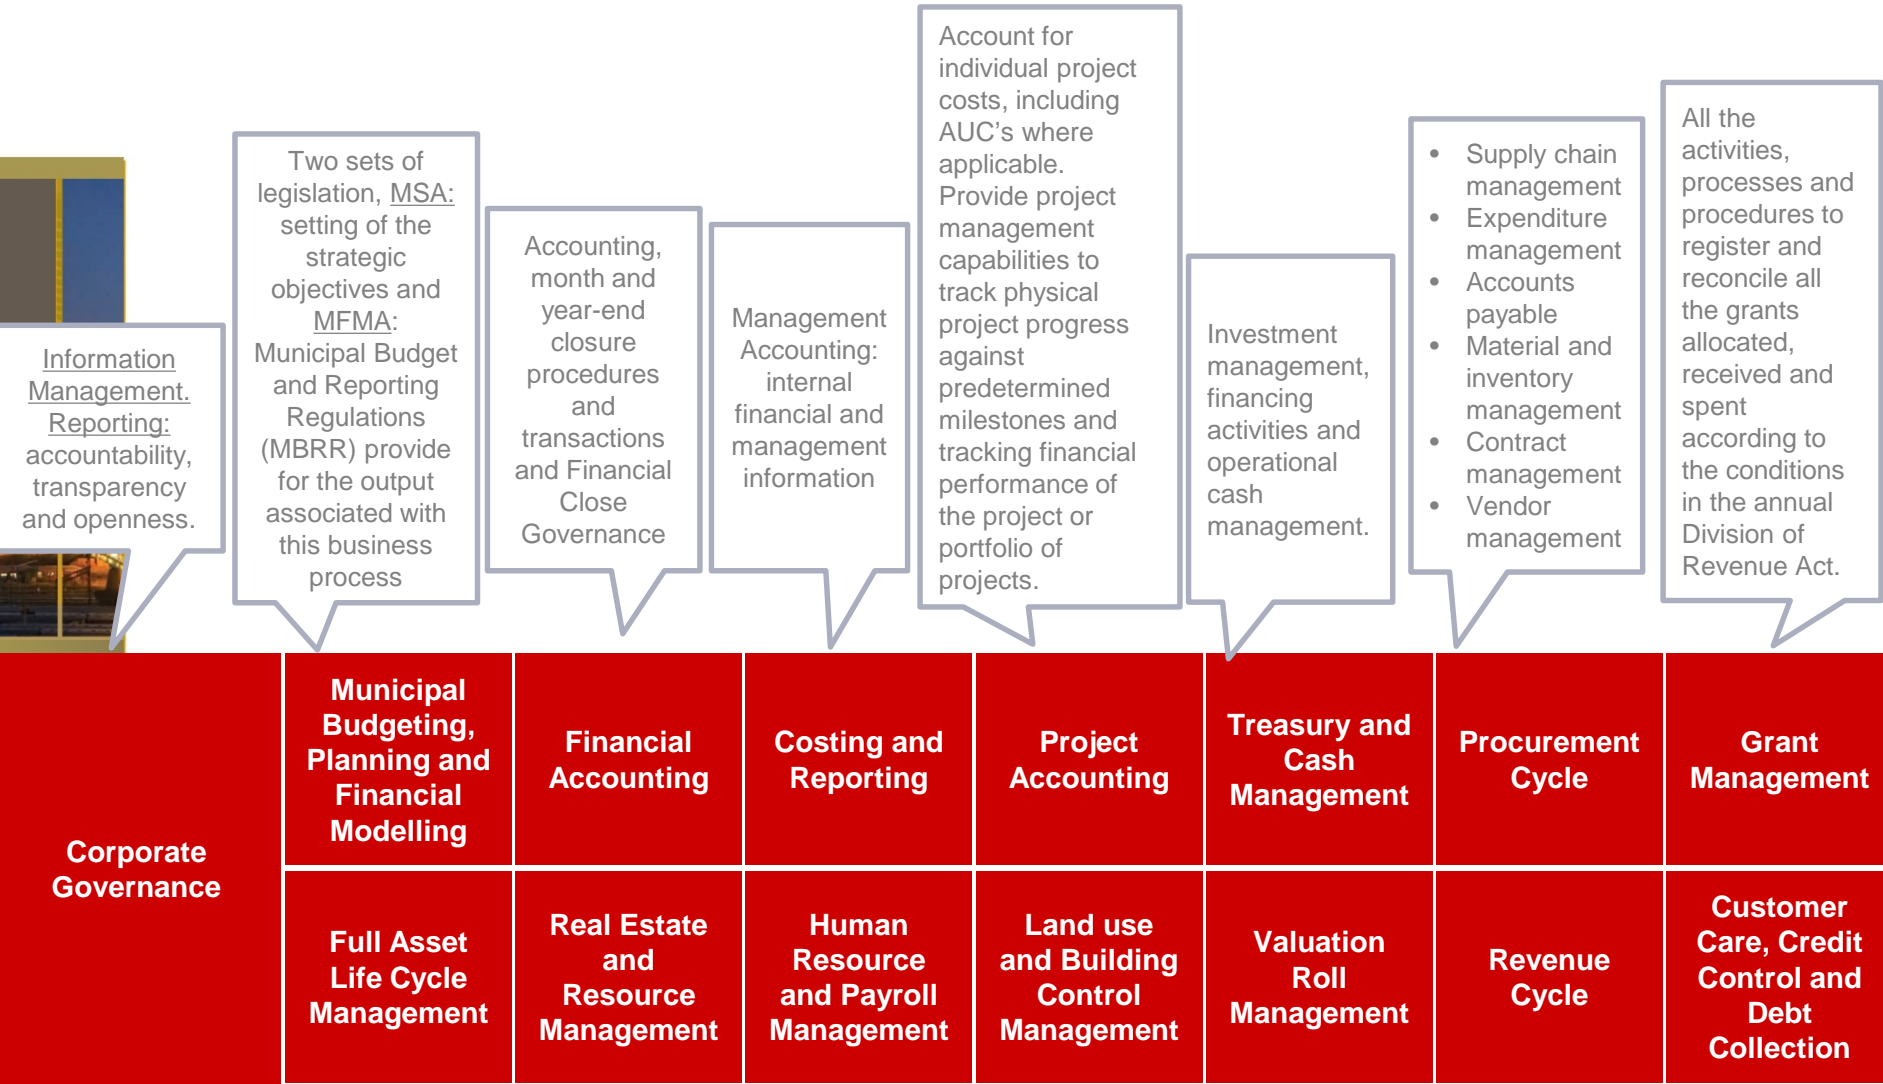 Information
Management.
Reporting:
accountability,
transparency
and openness.
Two sets of
legislation, MSA:
setting of the
strategic
objectives and
MFMA:
Municipal Budget
and Reporting
Regulations
(MBRR) provide
for the output
associated with
this business
process
Accounting,
month and
year-end
closure
procedures
and
transactions
and Financial
Close
Governance
Management
Accounting:
internal
financial and
management
information
Account for
individual project
costs, including
AUC’s where
applicable.
Provide project
management
capabilities to
track physical
project progress
against
predetermined
milestones and
tracking financial
performance of
the project or
portfolio of
projects.
Investment
management,
financing
activities and
operational
cash
management.
• Supply chain
management
• Expenditure
management
• Accounts
payable
• Material and
inventory
management
• Contract
management
• Vendor
management
All the
activities,
processes and
procedures to
register and
reconcile all
the grants
allocated,
received and
spent
according to
the conditions
in the annual
Division of
Revenue Act.
Corporate
Governance
Municipal
Budgeting,
Planning and
Financial
Modelling
Financial
Accounting
Costing and
Reporting
Project
Accounting
Treasury and
Cash
Management
Procurement
Cycle
Grant
Management
Full Asset
Life Cycle
Management
Real Estate
and
Resource
Management
Human
Resource
and Payroll
Management
Land use
and Building
Control
Management
Valuation
Roll
Management
Revenue
Cycle
Customer
Care, Credit
Control and
Debt
Collection